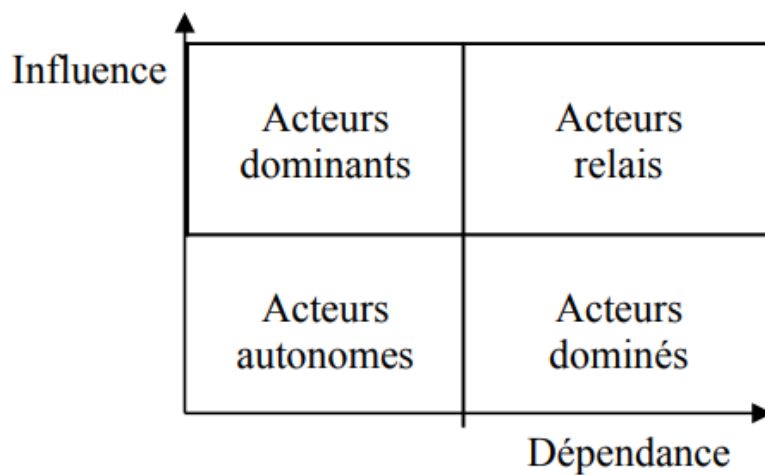 Influence
Acteurs
dominants
Acteurs
relais
Acteurs
autonomes
Acteurs
dominés
Dépendance